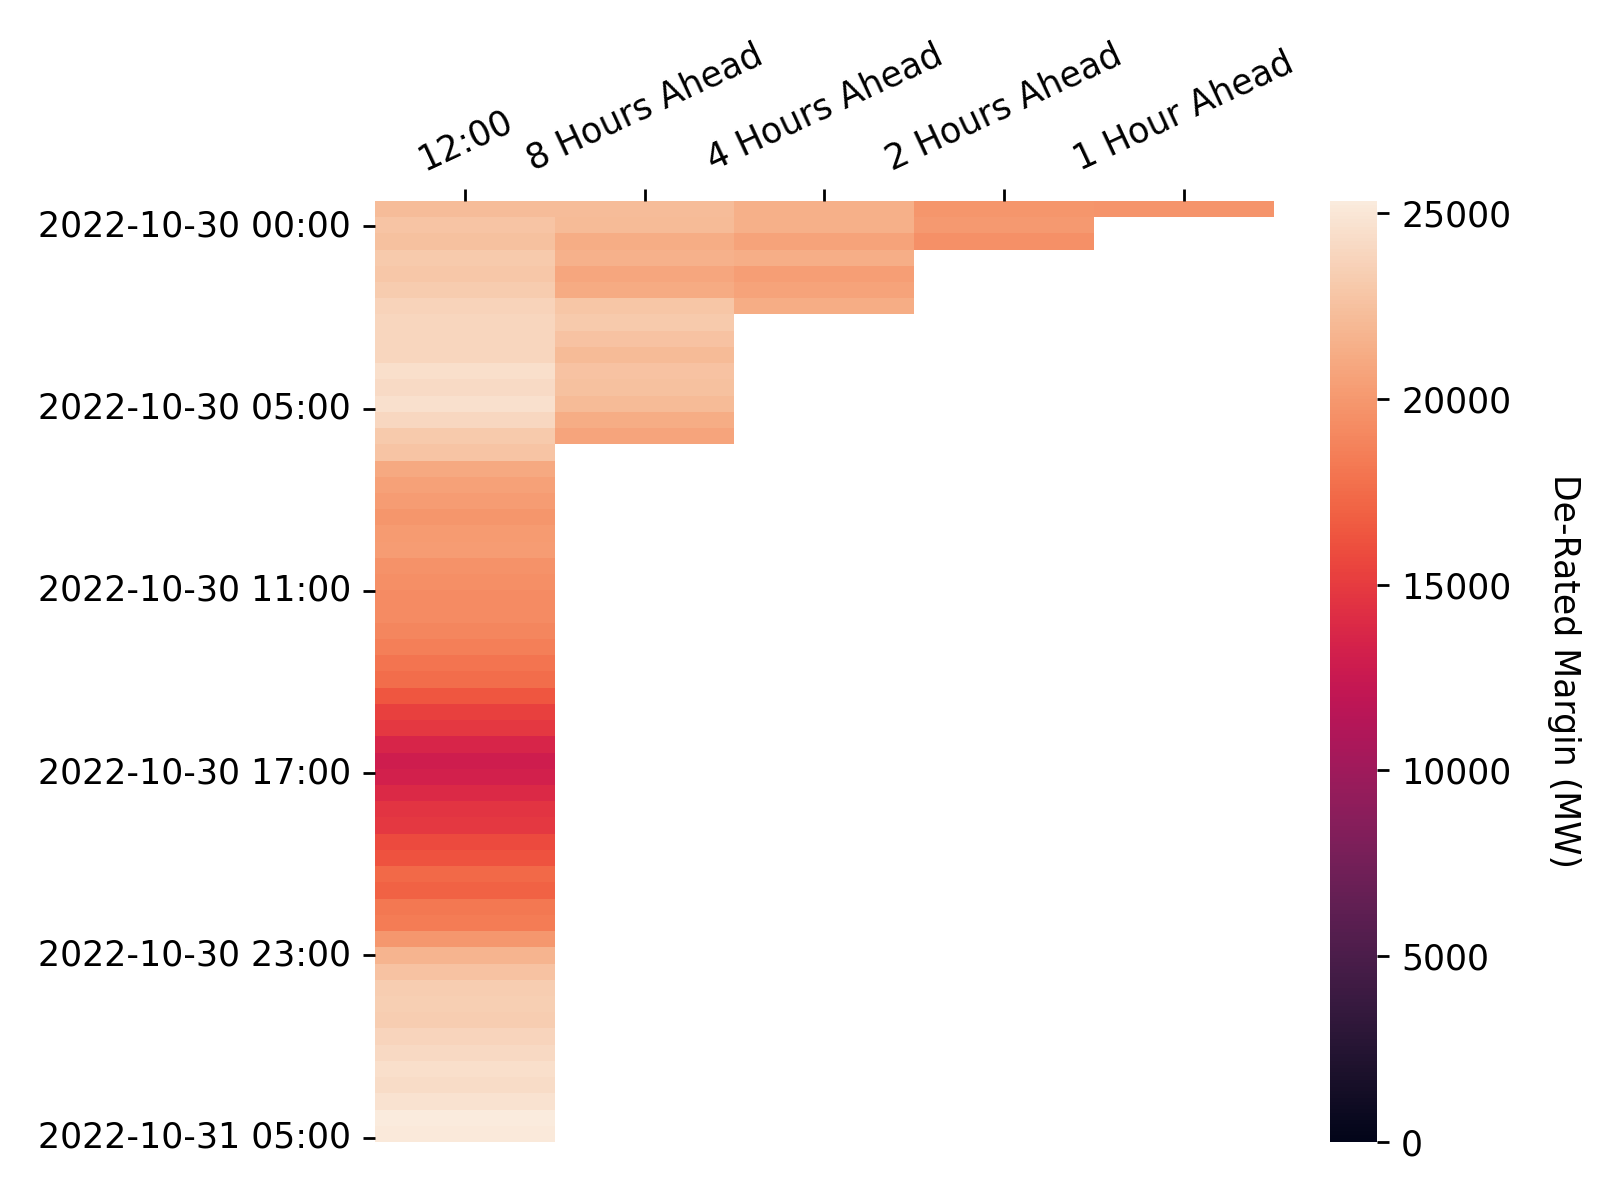 12:00
8 Hours Ahead
4 Hours Ahead
2 Hours Ahead
1 Hour Ahead
2022-10-30 00:00
2022-10-30 05:00
2022-10-30 11:00
2022-10-30 17:00
2022-10-30 23:00
2022-10-31 05:00
25000
20000
15000
10000
5000
0
De-Rated Margin (MW)